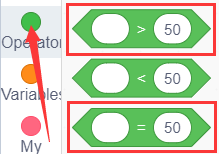 > 50
Operator
< 50
Variables
= 50
My